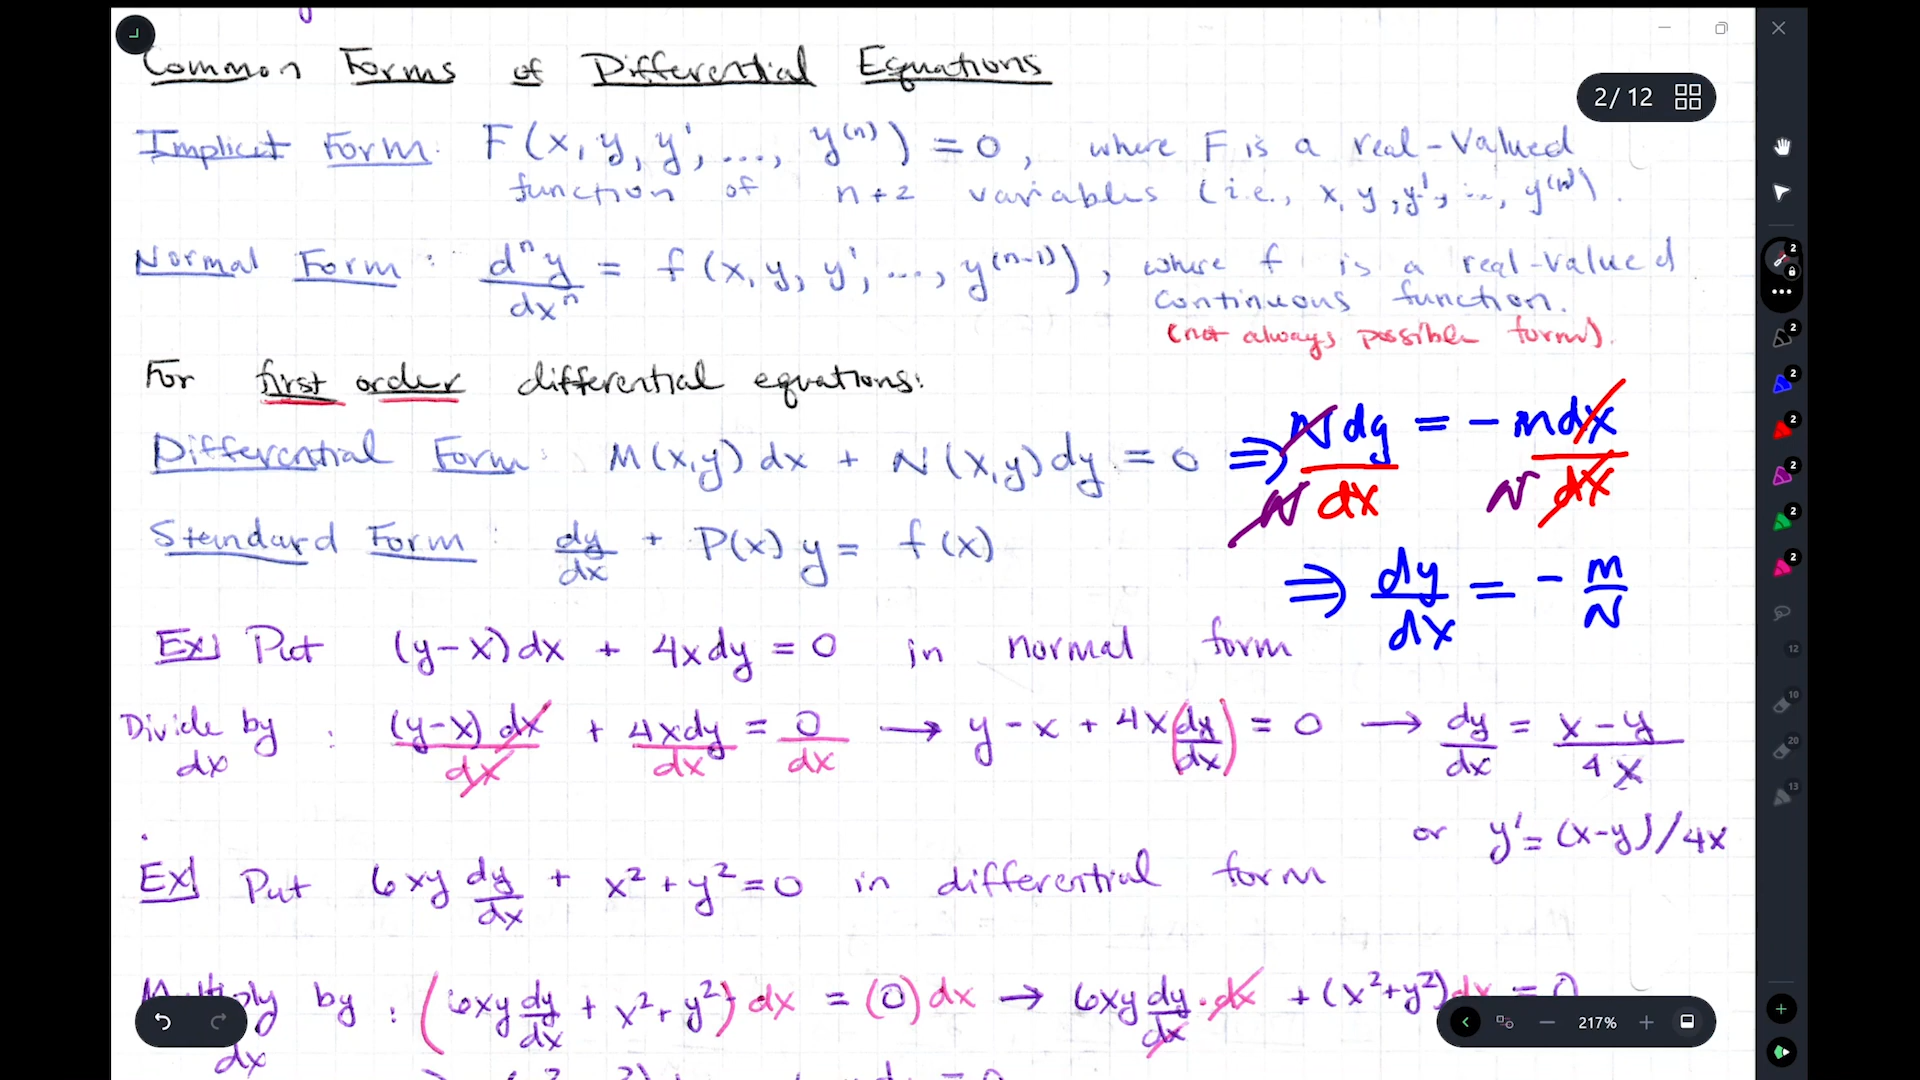 Common Forms of Differential Equations
2/12
Implicit Form: F(x, y, y', ..., y^(n)) = 0, where F is a real-valued
function of n+2 variables (i.e., x, y, y', ..., y^(n)).
Normal Form: d^n y/dx^n = f(x, y, y', ..., y^(n-1)), where f is a real-valued
continuous function.
(not always possible form).
For first order differential equations:
Differential Form: M(x,y) dx + N(x,y) dy = 0 ⇒ N dy / N dx = - M dx / N dx
Standard Form: dy/dx + P(x) y = f(x)
⇒ dy/dx = - M/N
Ex) Put (y-x)dx + 4xdy = 0 in normal form
Divide by dx : (y-x) dx/dx + 4xdy/dx = 0/dx → y - x + 4x(dy/dx) = 0 → dy/dx = x-y/4x
or y' = (x-y)/4x
Ex) Put 6xy dy/dx + x² + y² = 0 in differential form
Multiply by dx : (6xy dy/dx + x² + y²) dx = (0) dx → 6xy dy/dx · dx + (x²+y²)dx = 0
217%